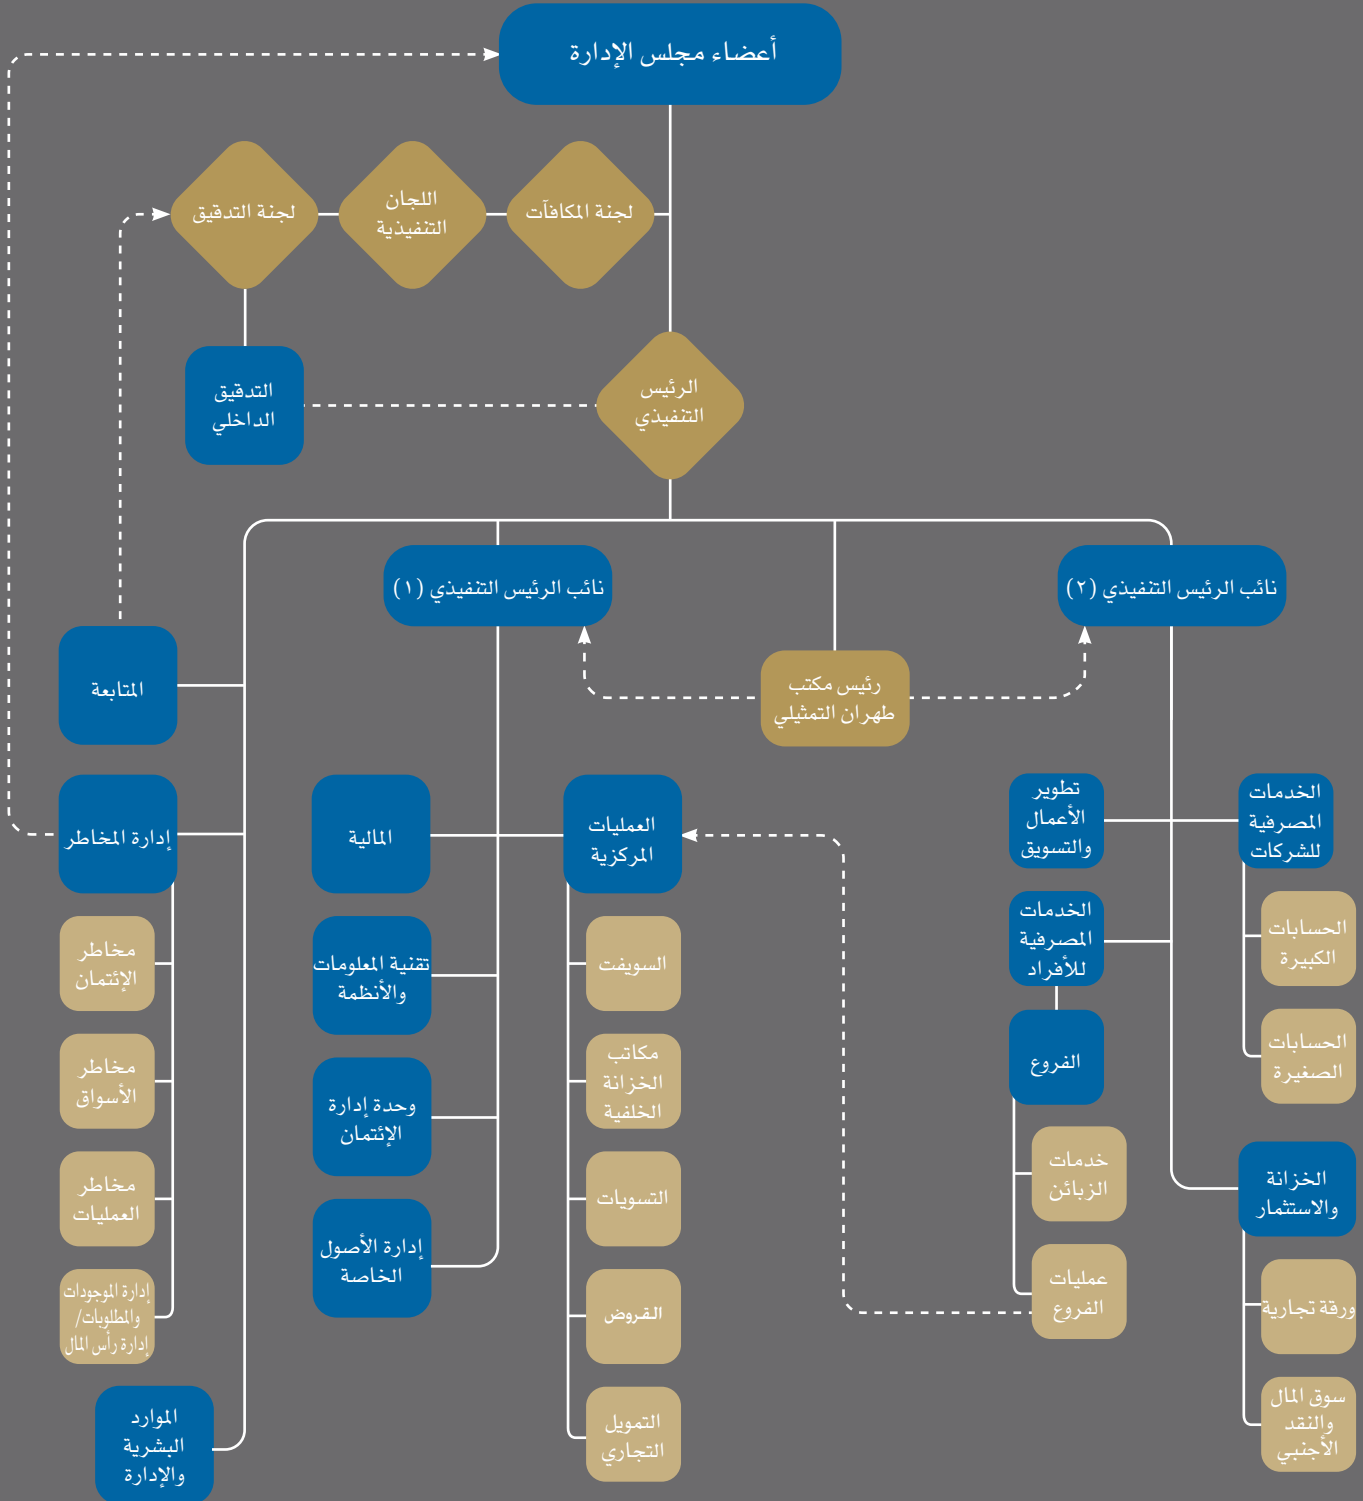 أعضاء مجلس الإدارة
لجنة المكافآت
اللجان
التنفيذية
لجنة التدقيق
الرئيس
التنفيذي
التدقيق
الداخلي
نائب الرئيس التنفيذي (٢)
نائب الرئيس التنفيذي (١)
رئيس مكتب
طهران التمثيلي
المتابعة
الخدمات
المصرفية
للشركات
الحسابات
الكبيرة
الحسابات
الصغيرة
الخزانة
والاستثمار
ورقة تجارية
سوق المال
والنقد
الأجنبي
تطوير
الأعمال
والتسويق
الخدمات
المصرفية
للأفراد
الفروع
خدمات
الزبائن
عمليات
الفروع
العمليات
المركزية
السويفت
مكاتب
الخزانة
الخلفية
التسويات
القروض
التمويل
التجاري
المالية
تقنية المعلومات
والأنظمة
وحدة إدارة
الإئتمان
إدارة الأصول
الخاصة
إدارة المخاطر
مخاطر
الإئتمان
مخاطر
الأسواق
مخاطر
العمليات
إدارة الموجودات
والمطلوبات/
إدارة رأس المال
الموارد
البشرية
والإدارة